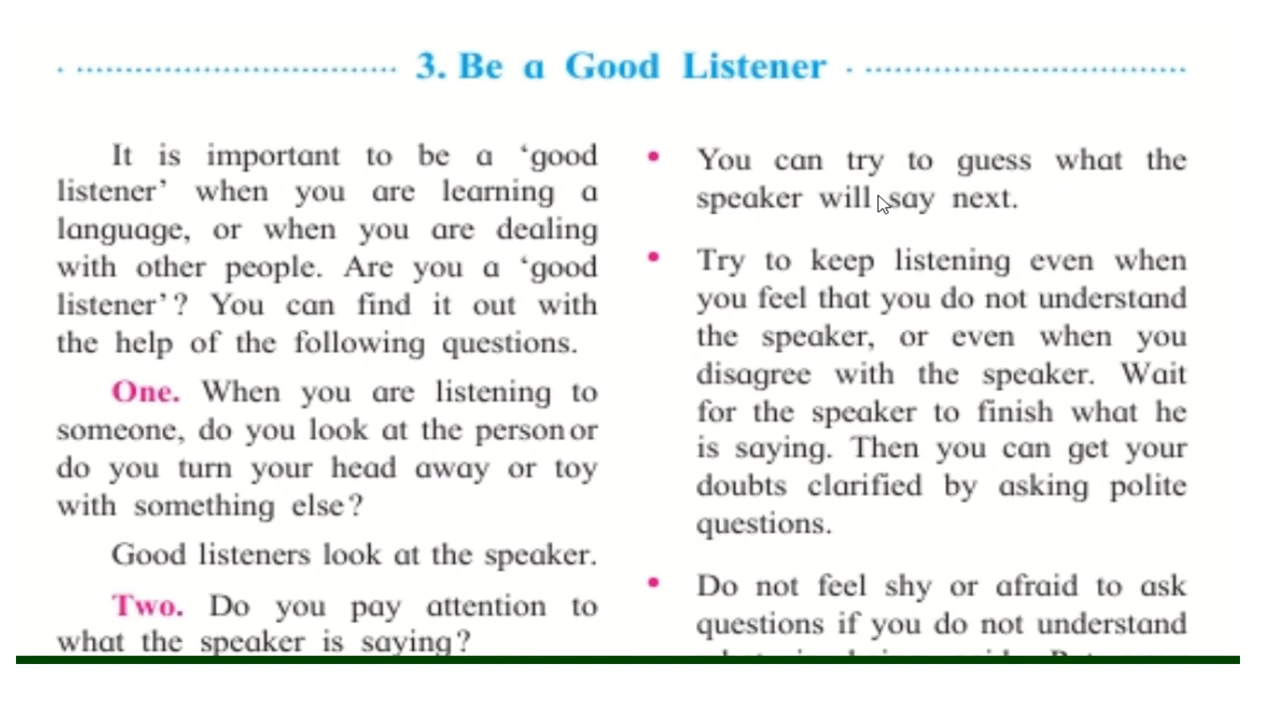 3. Be a Good Listener
It is important to be a ‘good
listener’ when you are learning a
language, or when you are dealing
with other people. Are you a ‘good
listener’? You can find it out with
the help of the following questions.
One. When you are listening to
someone, do you look at the person or
do you turn your head away or toy
with something else?
Good listeners look at the speaker.
Two. Do you pay attention to
what the speaker is saying?
• You can try to guess what the
speaker will say next.
• Try to keep listening even when
you feel that you do not understand
the speaker, or even when you
disagree with the speaker. Wait
for the speaker to finish what he
is saying. Then you can get your
doubts clarified by asking polite
questions.
• Do not feel shy or afraid to ask
questions if you do not understand